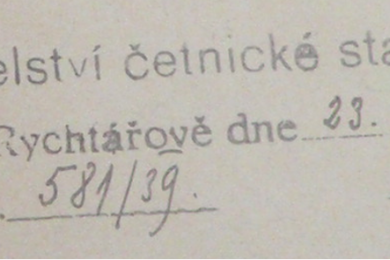 elství četnické sta
Rychtářově dne 23.
581/39.